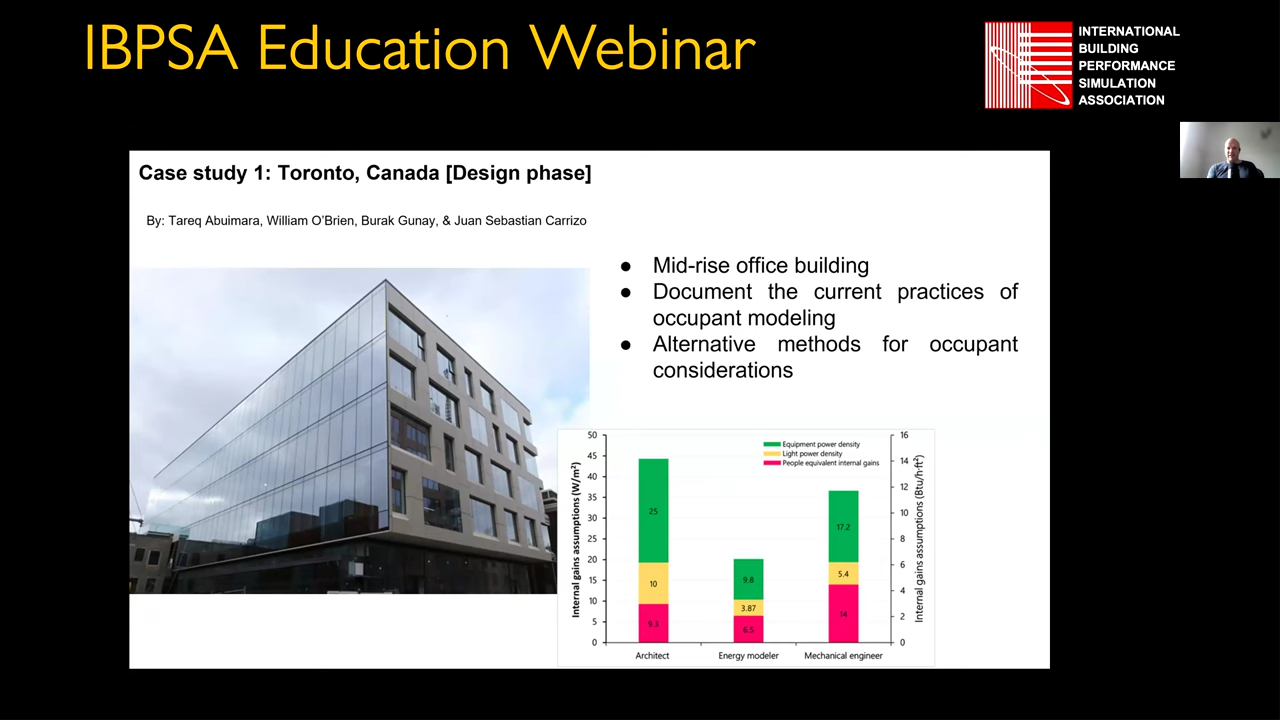 IBPSA Education Webinar
INTERNATIONAL
BUILDING
PERFORMANCE
SIMULATION
ASSOCIATION
Case study 1: Toronto, Canada [Design phase]
By: Tareq Abuimara, William O'Brien, Burak Gunay, & Juan Sebastian Carrizo
● Mid-rise office building
● Document the current practices of
occupant modeling
● Alternative methods for occupant
considerations
Internal gains assumptions (W/m²)
50
45
40
35
30
25
20
15
10
5
0
Equipment power density
Light power density
People equivalent internal gains
25
10
9.3
9.8
3.87
6.5
17.2
5.4
14
16
14
12
10
8
6
4
2
0
Internal gains assumptions (Btu/h·ft²)
Architect
Energy modeler
Mechanical engineer